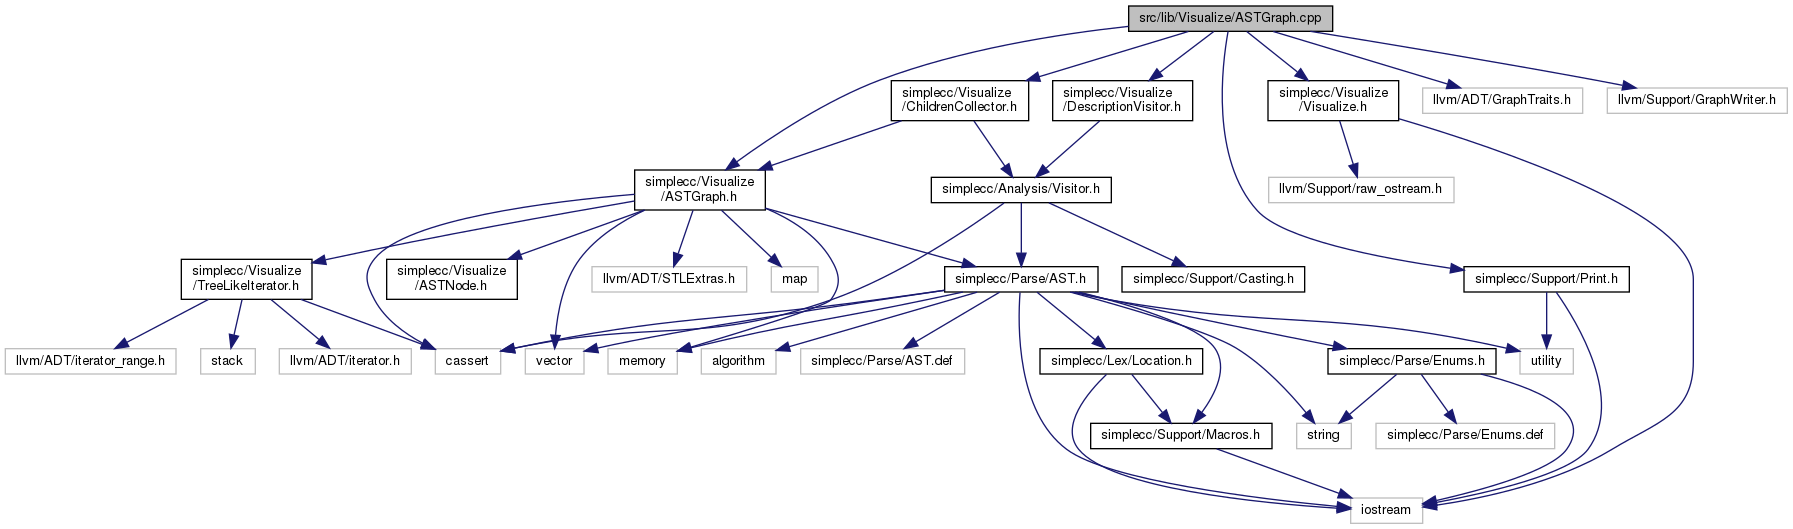 src/lib/Visualize/ASTGraph.cpp
simplecc/Visualize
/ChildrenCollector.h
simplecc/Visualize
/DescriptionVisitor.h
simplecc/Visualize
/Visualize.h
llvm/ADT/GraphTraits.h
llvm/Support/GraphWriter.h
simplecc/Visualize
/ASTGraph.h
simplecc/Analysis/Visitor.h
llvm/Support/raw_ostream.h
simplecc/Visualize
/TreeLikeIterator.h
simplecc/Visualize
/ASTNode.h
llvm/ADT/STLExtras.h
map
simplecc/Parse/AST.h
simplecc/Support/Casting.h
simplecc/Support/Print.h
llvm/ADT/iterator_range.h
stack
llvm/ADT/iterator.h
cassert
vector
memory
algorithm
simplecc/Parse/AST.def
simplecc/Lex/Location.h
simplecc/Parse/Enums.h
utility
simplecc/Support/Macros.h
string
simplecc/Parse/Enums.def
iostream